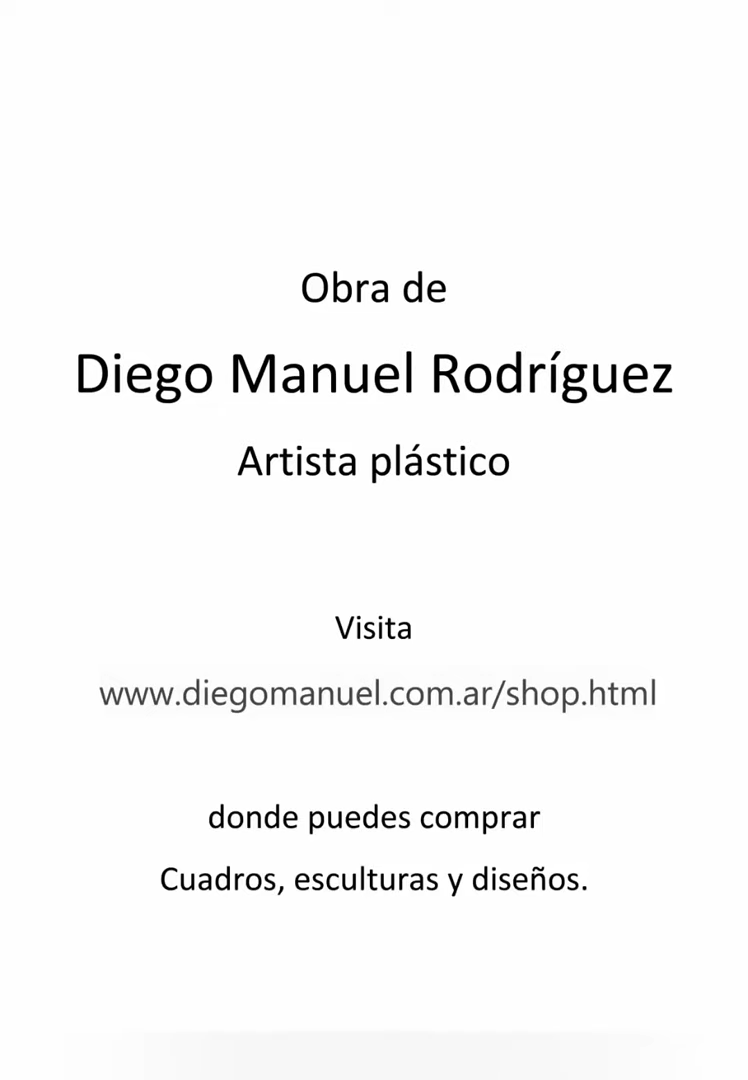 Obra de
Diego Manuel Rodríguez
Artista plástico
Visita
www.diegomanuel.com.ar/shop.html
donde puedes comprar
Cuadros, esculturas y diseños.